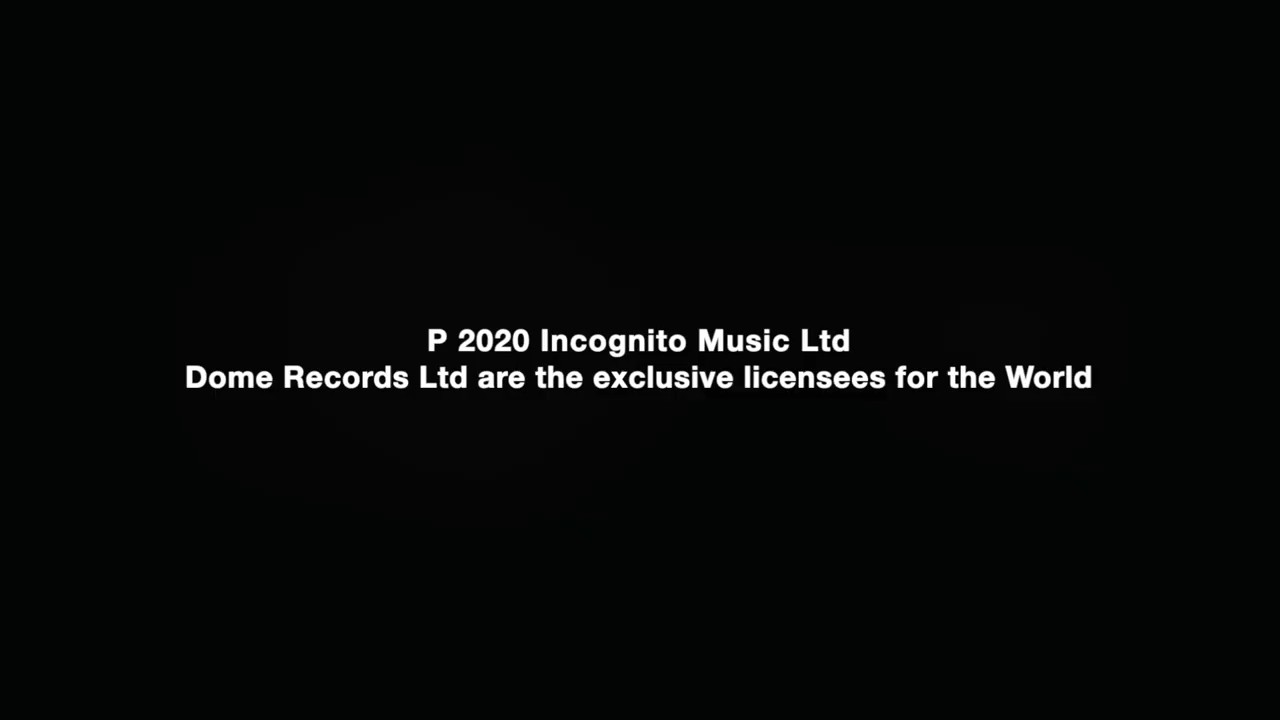 P 2020 Incognito Music Ltd
Dome Records Ltd are the exclusive licensees for the World